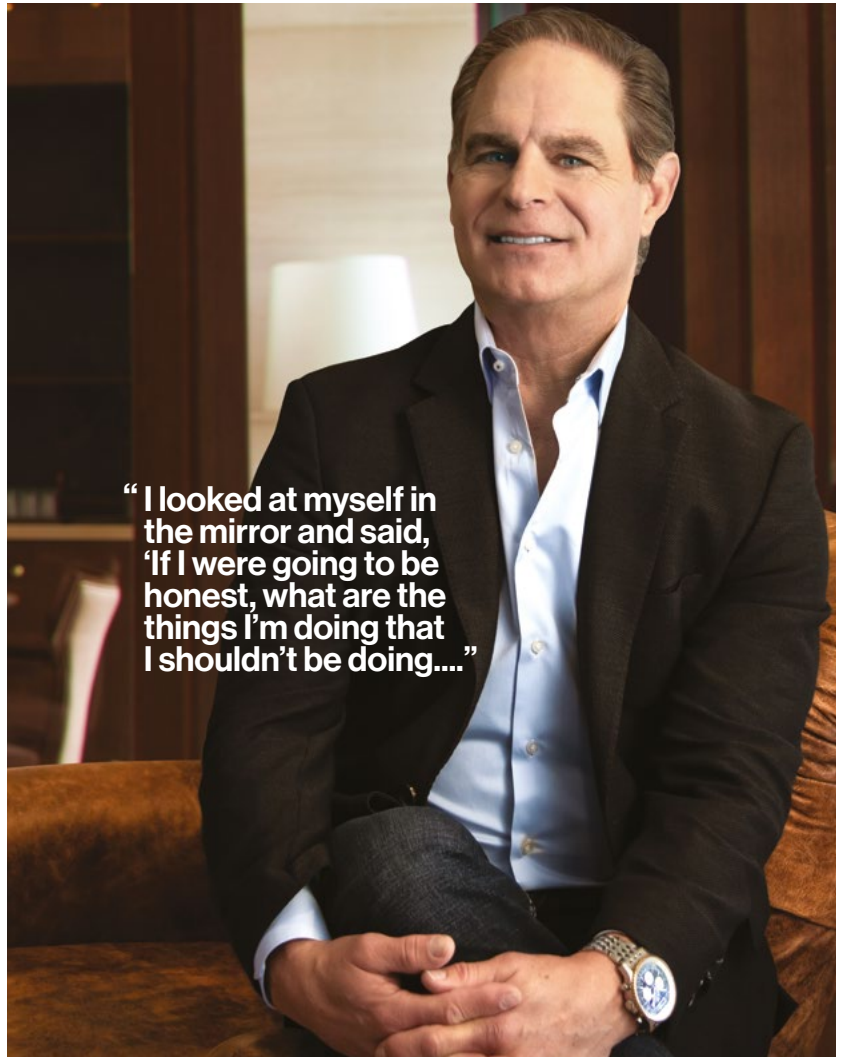 “ I looked at myself in
the mirror and said,
‘If I were going to be
honest, what are the
things I’m doing that
I shouldn’t be doing....”